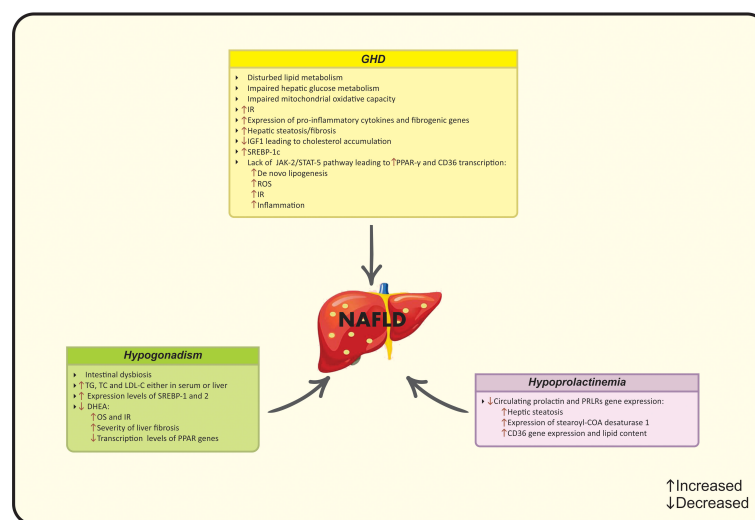 GHD
Disturbed lipid metabolism
Impaired hepatic glucose metabolism
Impaired mitochondrial oxidative capacity
↑IR
↑Expression of pro-inflammatory cytokines and fibrogenic genes
↑Hepatic steatosis/fibrosis
↓IGF1 leading to cholesterol accumulation
↑SREBP-1c
Lack of JAK-2/STAT-5 pathway leading to ↑PPAR-γ and CD36 transcription:
↑De novo lipogenesis
↑ROS
↑IR
↑Inflammation
NAFLD
Hypogonadism
Intestinal dysbiosis
↑TG, TC and LDL-C either in serum or liver
↑ Expression levels of SREBP-1 and 2
↓ DHEA:
↑OS and IR
↑Severity of liver fibrosis
↓Transcription levels of PPAR genes
Hypoprolactinemia
↓Circulating prolactin and PRLRs gene expression:
↑Heptic steatosis
↑Expression of stearoyl-COA desaturase 1
↑CD36 gene expression and lipid content
↑Increased
↓Decreased